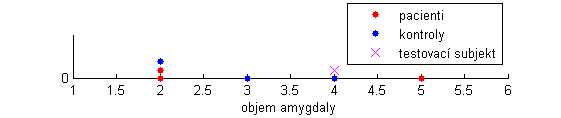 pacienti
kontroly
testovací subjekt
0
1 1.5 2 2.5 3 3.5 4 4.5 5 5.5 6
objem amygdaly